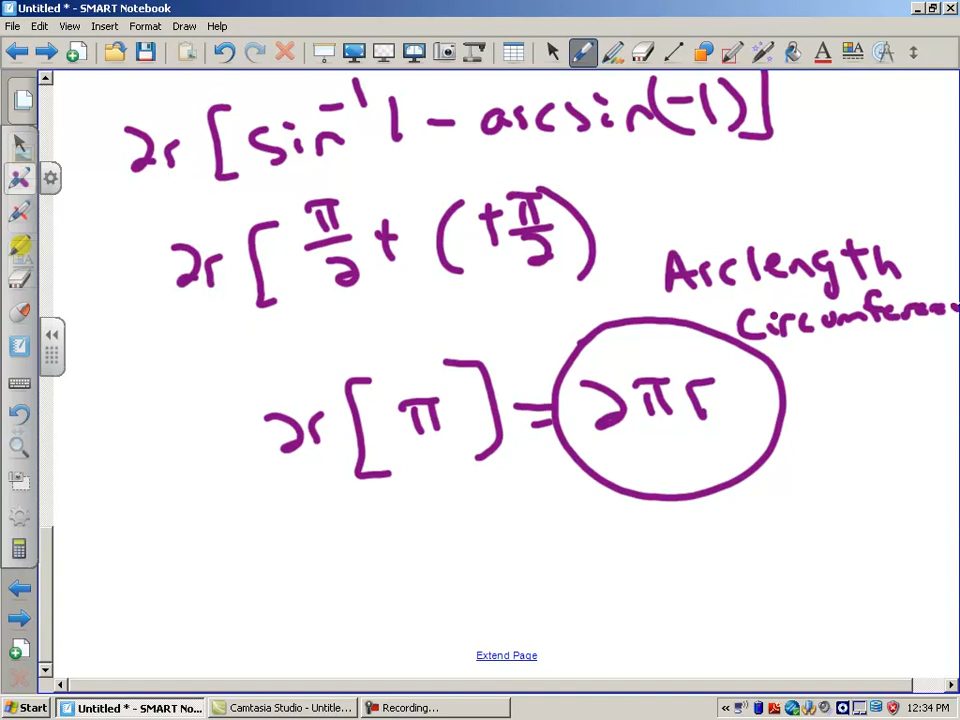 Untitled * - SMART Notebook
File Edit View Insert Format Draw Help
2r [sin⁻¹ 1 - arcsin(-1)]
2r [ π/2 + (+π/2)
Arclength
Circumference
2r [ π ] = 2πr
Extend Page
Start Untitled * - SMART No... Camtasia Studio - Untitle... Recording... « 12:34 PM